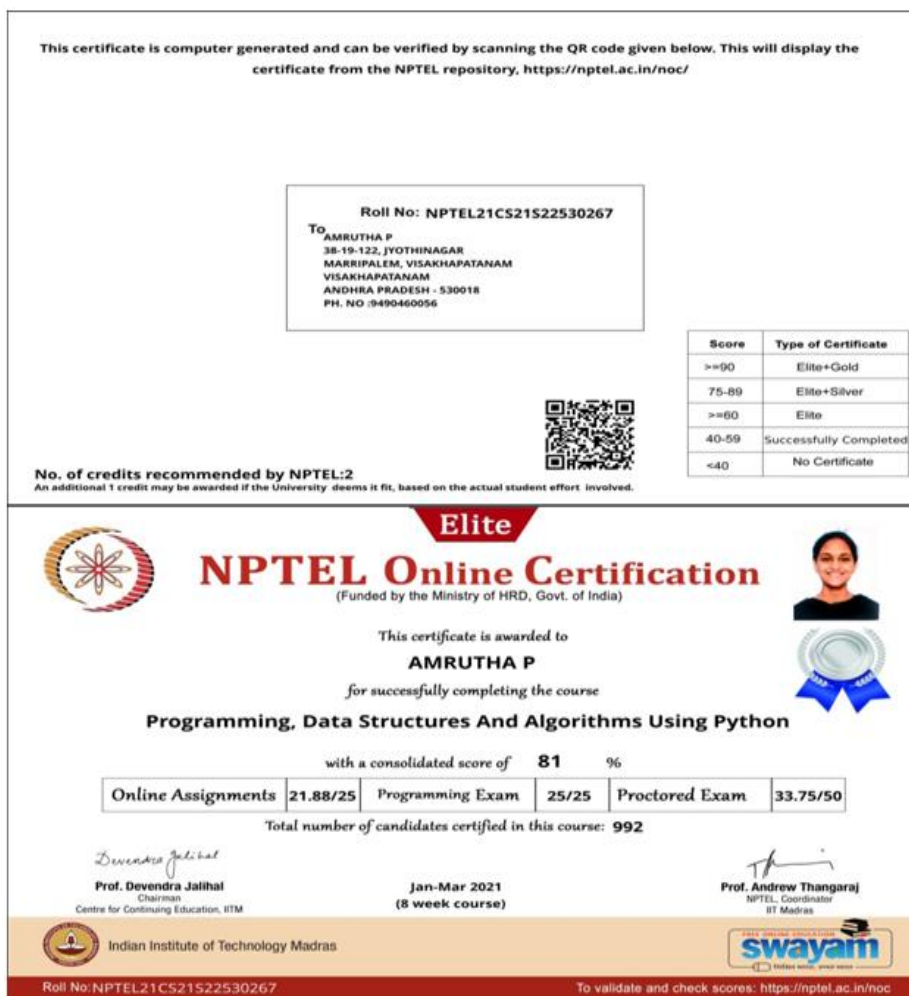 This certificate is computer generated and can be verified by scanning the QR code given below. This will display the
certificate from the NPTEL repository, https://nptel.ac.in/noc/
Roll No: NPTEL21CS21S22530267
To
AMRUTHA P
38-19-122, JYOTHINAGAR
MARRIPALEM, VISAKHAPATANAM
VISAKHAPATANAM
ANDHRA PRADESH - 530018
PH. NO :9490460056
Score Type of Certificate
>=90 Elite+Gold
75-89 Elite+Silver
>=60 Elite
40-59 Successfully Completed
<40 No Certificate
No. of credits recommended by NPTEL:2
An additional 1 credit may be awarded if the University deems it fit, based on the actual student effort involved.
Elite
NPTEL Online Certification
(Funded by the Ministry of HRD, Govt. of India)
This certificate is awarded to
AMRUTHA P
for successfully completing the course
Programming, Data Structures And Algorithms Using Python
with a consolidated score of 81 %
Online Assignments 21.88/25 Programming Exam 25/25 Proctored Exam 33.75/50
Total number of candidates certified in this course: 992
Devendra Jalihal
Prof. Devendra Jalihal
Chairman
Centre for Continuing Education, IITM
Jan-Mar 2021
(8 week course)
Prof. Andrew Thangaraj
NPTEL, Coordinator
IIT Madras
Indian Institute of Technology Madras
FREE ONLINE EDUCATION
swayam
Roll No:NPTEL21CS21S22530267
To validate and check scores: https://nptel.ac.in/noc